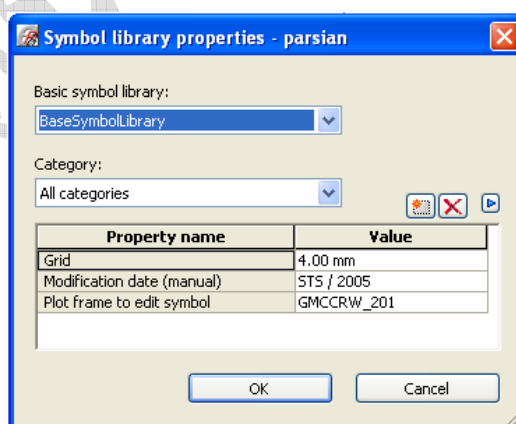 Symbol library properties - parsian
Basic symbol library:
BaseSymbolLibrary
Category:
All categories
Property name Value
Grid 4.00 mm
Modification date (manual) STS / 2005
Plot frame to edit symbol GMCCRW_201
OK Cancel